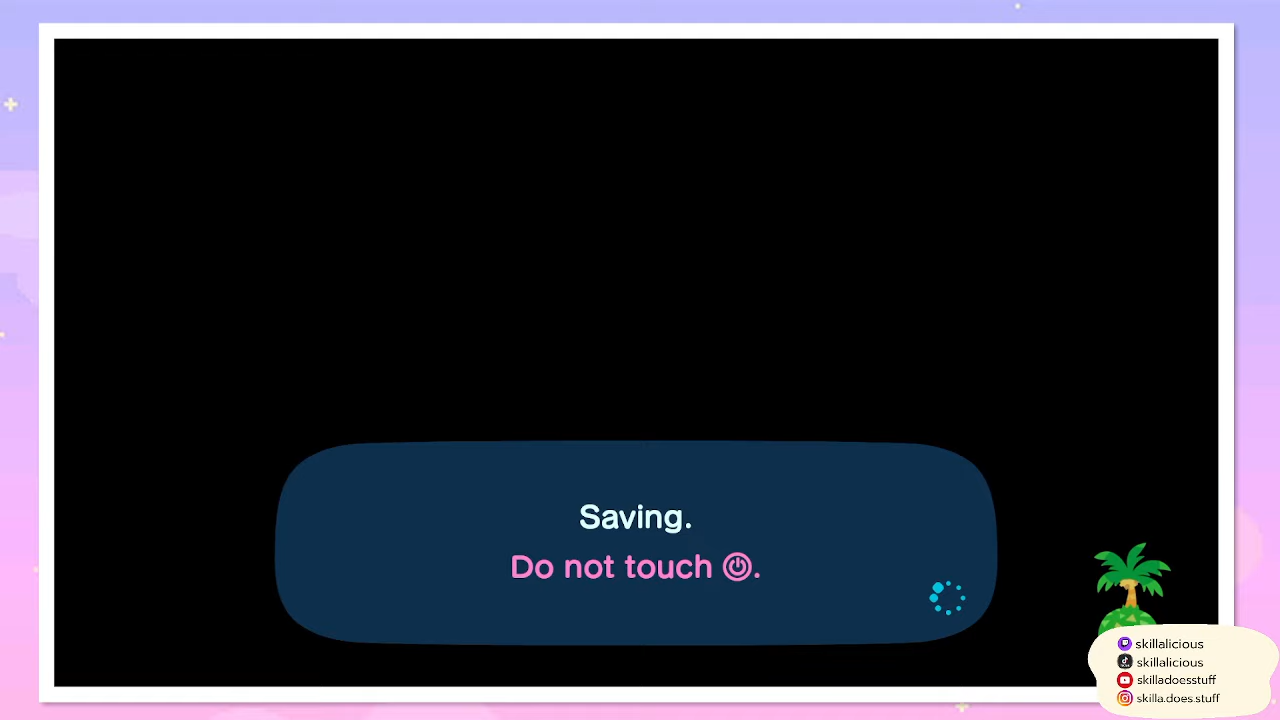 Saving.
Do not touch ⏻.
skillalicious
skillalicious
skilladoesstuff
skilla.does.stuff